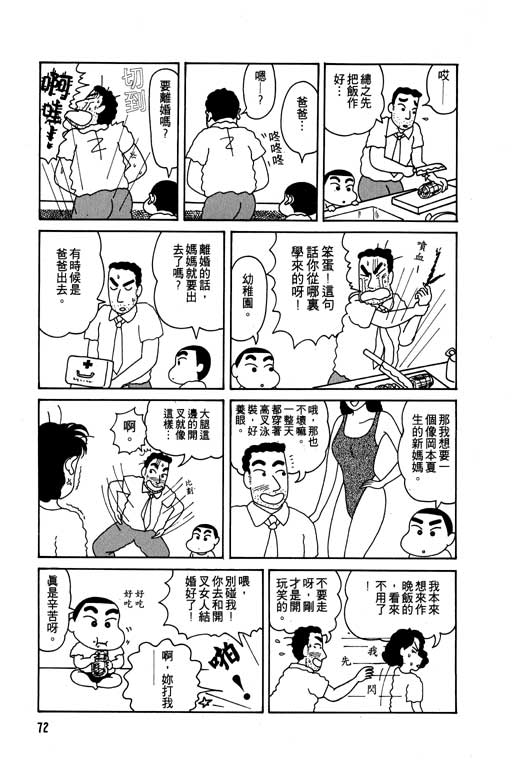 哎
——
總之先
把飯作
好…
爸爸…
嗯——?
咚咚咚
要離婚嗎?
切到
啊哇
笨蛋!這句
話你從哪裏
學來的呀!
噴血
幼稚園。
離婚的話,
媽媽就要出
去了嗎?
有時候是
爸爸出去。
那我想要一
個像岡本夏
生的新媽媽
哦,那也
不壞嘛。
一整天
都穿著
高叉泳
裝,好
養眼。
大腿這
邊的開
叉就像
這樣…
啊。
比劃
我本來
想來作
晚飯的
,看來
不用了
!
我先閃
不要走
呀,剛
才是開
玩笑的
喂,
別碰我!
你去和開
叉女人結
婚好了!
啪!
——啊,妳打我
好吃
好吃
真是辛苦呀。
72